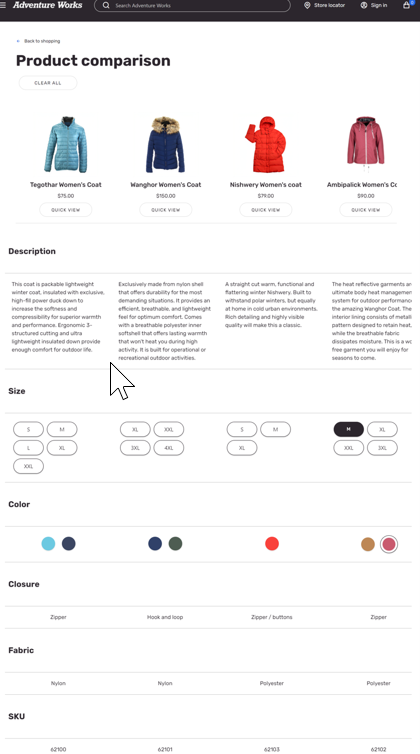 Adventure Works
Search Adventure Works
Store locator
Sign in
Back to shopping
Product comparison
CLEAR ALL
Tegothar Women's Coat
$75.00
QUICK VIEW
Wanghor Women's Coat
$150.00
QUICK VIEW
Nishwery Women's coat
$79.00
QUICK VIEW
Ambipalick Women's Cc
$90.00
QUICK VIEW
Description
This coat is packable lightweight
winter coat, insulated with exclusive,
high-fill power duck down to
increase the softness and
compressibility for superior warmth
and performance. Ergonomic 3-
structured cutting and ultra
lightweight insulated down provide
enough comfort for outdoor life.
Exclusively made from nylon shell
that offers durability for the most
demanding situations. It provides an
efficient, breathable, and lightweight
feel for optimum comfort. Comes
with a breathable polyester inner
softshell that offers lasting warmth
that won't heat you during high
activity. it is built for operational or
recreational outdoor activities.
A straight cut warm, functional and
flattering winter Nishwery. Built to
withstand polar winters, but equally
at home in cold urban environments.
Rich detailing and highly visible
quality will make this a classic.
The heat reflective garments are
ultimate body heat management
system for outdoor performance
the amazing Wanghor Coat. The
interior lining consists of metalli
pattern designed to retain heat,
while the breathable fabric
dissipates moisture. This is a wo
free garment you will enjoy for
seasons to come.
Size
S
M
L
XL
XXL
XL
XXL
3XL
4XL
S
M
XL
M
XL
XXL
3XL
Color
Closure
Zipper
Hook and loop
Zipper / buttons
Zipper
Fabric
Nylon
Nylon
Polyester
Polyester
SKU
62100
62101
62103
62102